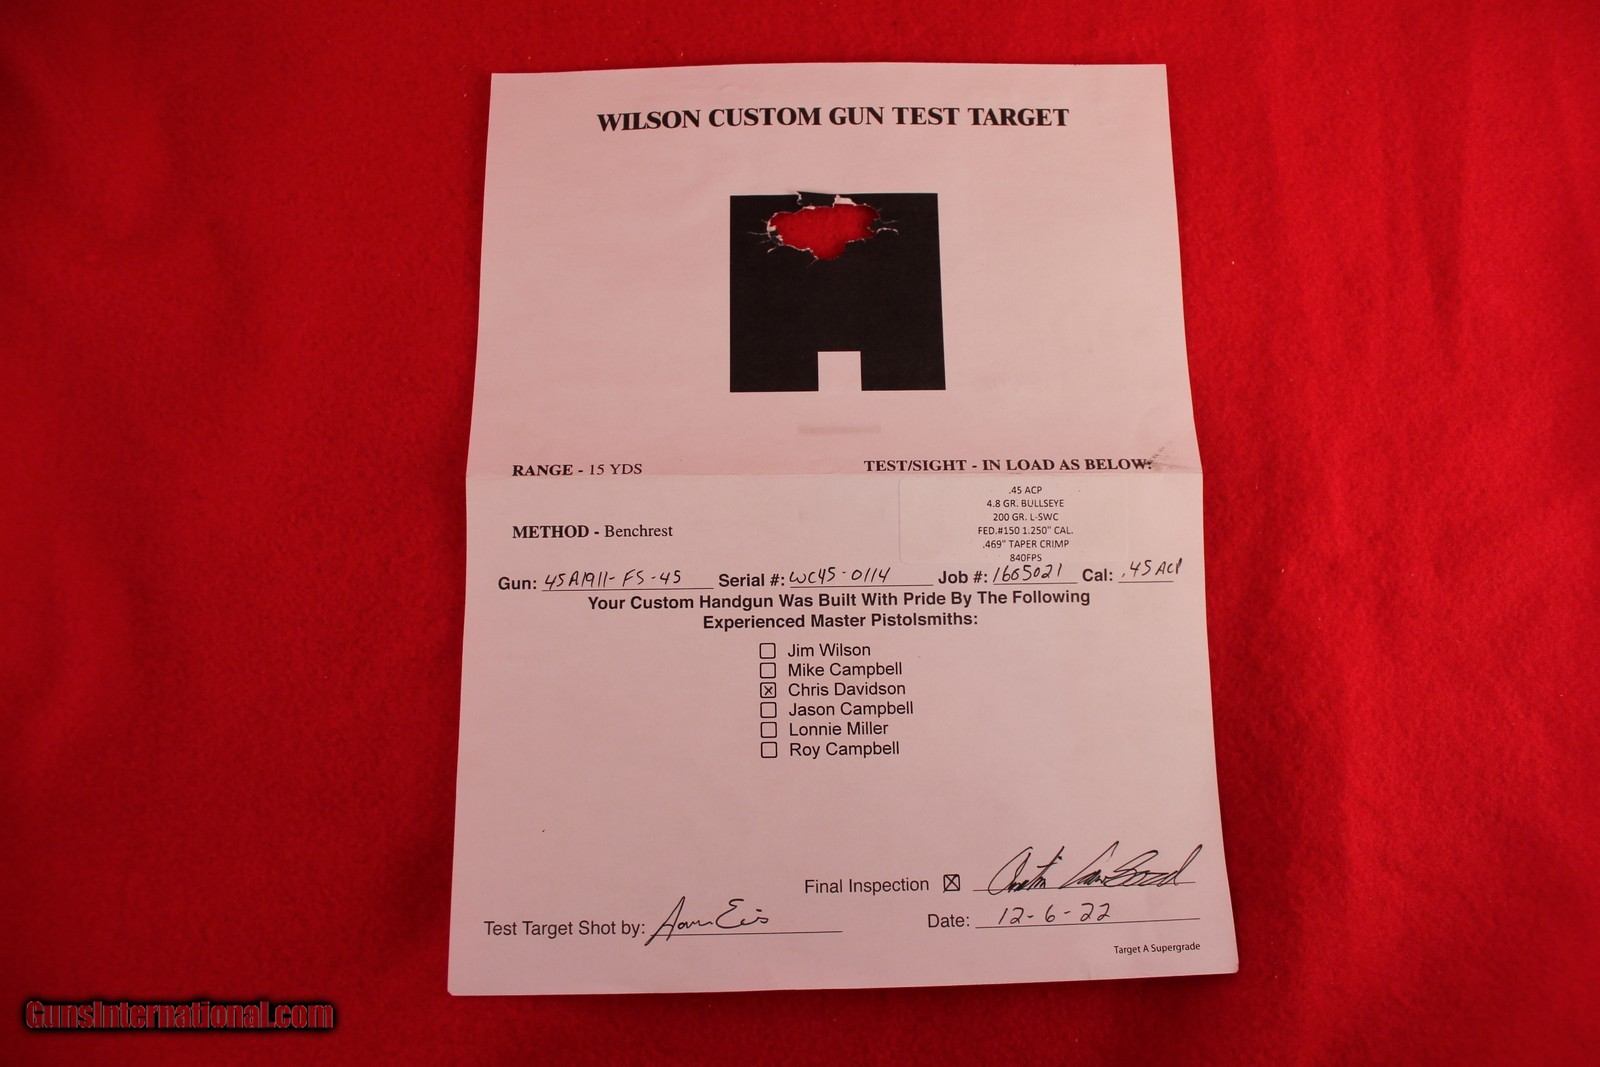 WILSON CUSTOM GUN TEST TARGET
RANGE - 15 YDS
TEST/SIGHT - IN LOAD AS BELOW:
.45 ACP
4.8 GR. BULLSEYE
200 GR. L-SWC
FED.#150 1.250" CAL.
.469" TAPER CRIMP
840FPS
METHOD - Benchrest
Gun: 45A1911-FS-45 Serial #: WC45-0114 Job #: 1665021 Cal: .45 ACP
Your Custom Handgun Was Built With Pride By The Following
Experienced Master Pistolsmiths:
Jim Wilson
Mike Campbell
Chris Davidson
Jason Campbell
Lonnie Miller
Roy Campbell
Final Inspection
Test Target Shot by:
Date: 12-6-22
Target A Supergrade
GunsInternational.com